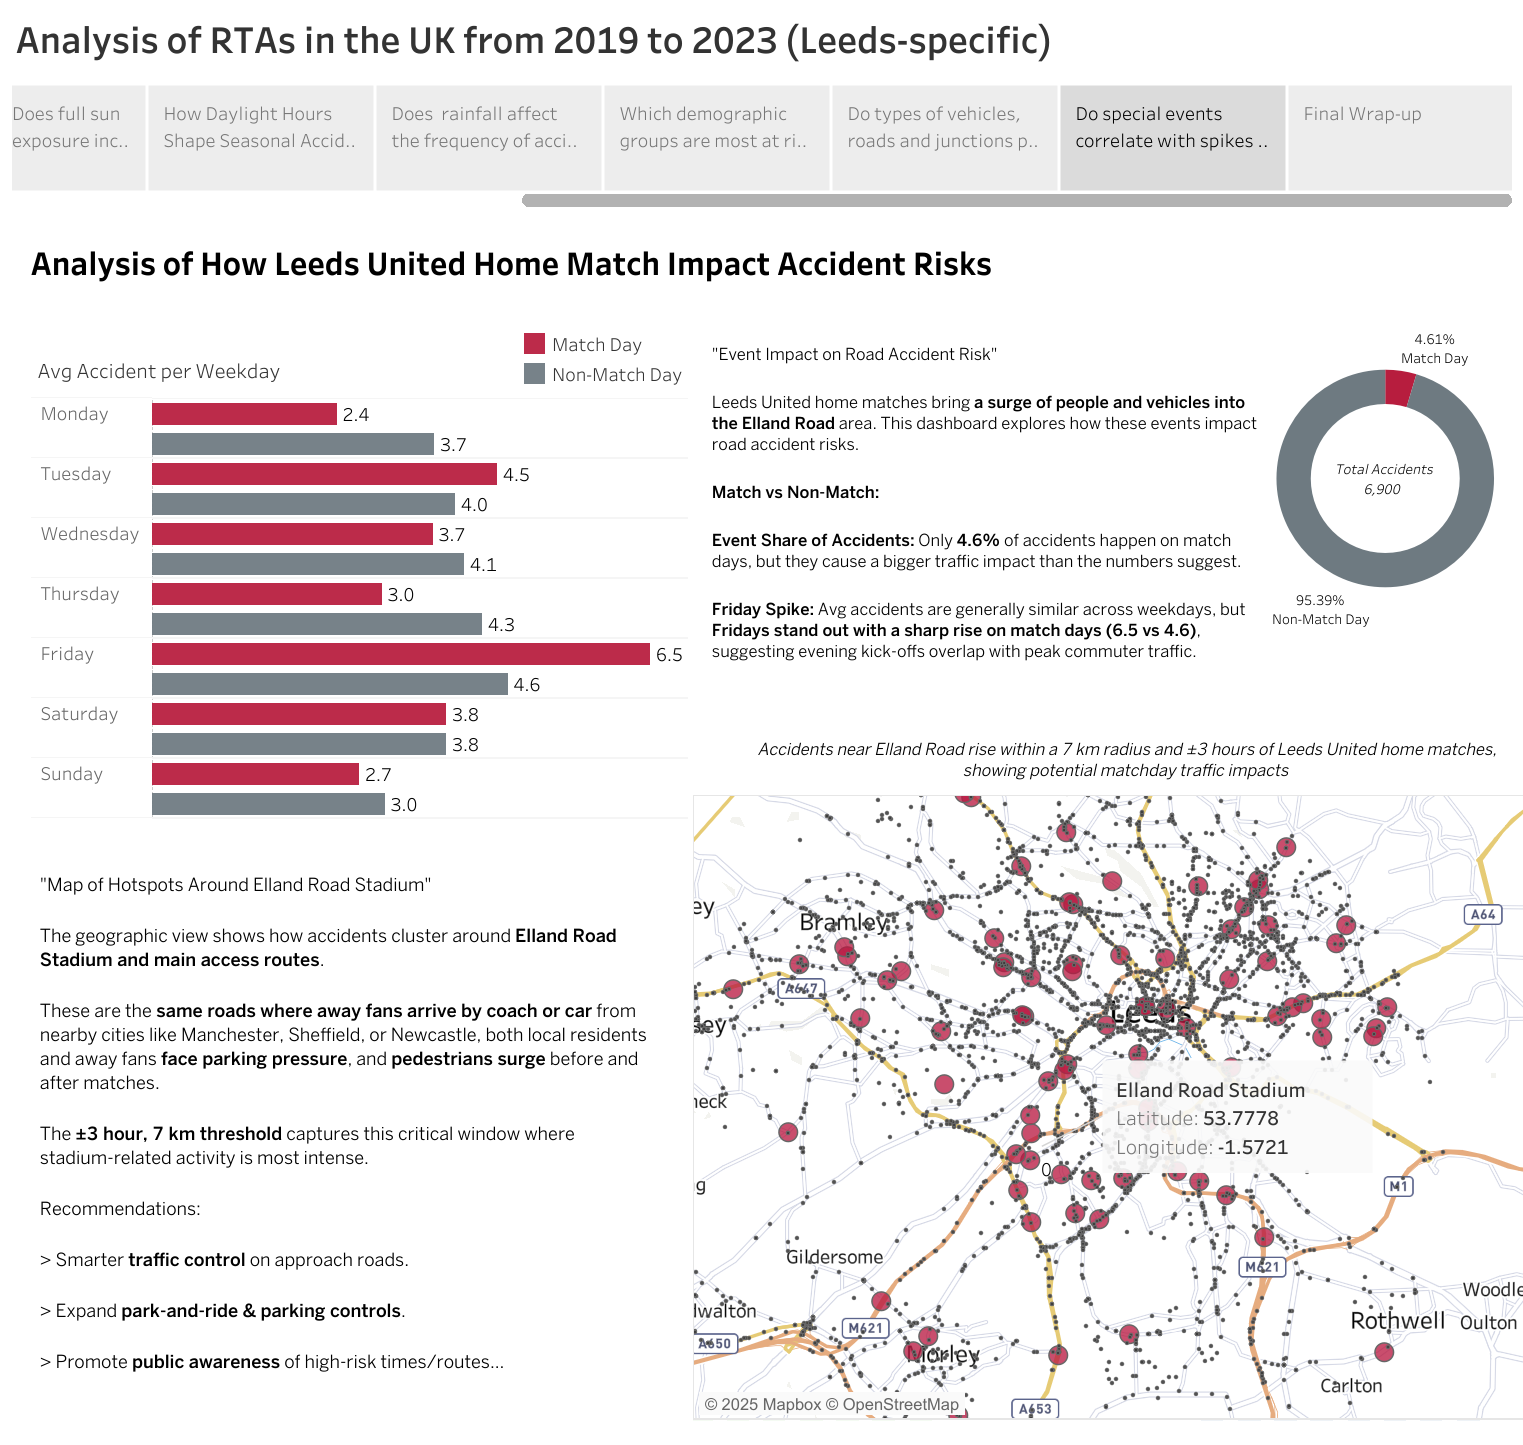 Analysis of RTAs in the UK from 2019 to 2023 (Leeds-specific)
Does full sun
exposure inc..
How Daylight Hours
Shape Seasonal Accid..
Does rainfall affect
the frequency of acci..
Which demographic
groups are most at ri..
Do types of vehicles,
roads and junctions p..
Do special events
correlate with spikes ..
Final Wrap-up
Analysis of How Leeds United Home Match Impact Accident Risks
Match Day
Non-Match Day
Avg Accident per Weekday
Monday
2.4
3.7
Tuesday
4.5
4.0
Wednesday
3.7
4.1
Thursday
3.0
4.3
Friday
6.5
4.6
Saturday
3.8
3.8
Sunday
2.7
3.0
"Event Impact on Road Accident Risk"
Leeds United home matches bring a surge of people and vehicles into
the Elland Road area. This dashboard explores how these events impact
road accident risks.
Match vs Non-Match:
Event Share of Accidents: Only 4.6% of accidents happen on match
days, but they cause a bigger traffic impact than the numbers suggest.
Friday Spike: Avg accidents are generally similar across weekdays, but
Fridays stand out with a sharp rise on match days (6.5 vs 4.6),
suggesting evening kick-offs overlap with peak commuter traffic.
4.61%
Match Day
Total Accidents
6,900
95.39%
Non-Match Day
Accidents near Elland Road rise within a 7 km radius and ±3 hours of Leeds United home matches,
showing potential matchday traffic impacts
"Map of Hotspots Around Elland Road Stadium"
The geographic view shows how accidents cluster around Elland Road
Stadium and main access routes.
These are the same roads where away fans arrive by coach or car from
nearby cities like Manchester, Sheffield, or Newcastle, both local residents
and away fans face parking pressure, and pedestrians surge before and
after matches.
The ±3 hour, 7 km threshold captures this critical window where
stadium-related activity is most intense.
Recommendations:
> Smarter traffic control on approach roads.
> Expand park-and-ride & parking controls.
> Promote public awareness of high-risk times/routes...
ey
Bramley
A64
A647
Leeds
sey
Elland Road Stadium
Latitude: 53.7778
Longitude: -1.5721
heck
0
g
M1
Gildersome
M621
Woodle
lwalton
Rothwell
Oulton
M621
A650
Morley
Carlton
© 2025 Mapbox © OpenStreetMap
A653